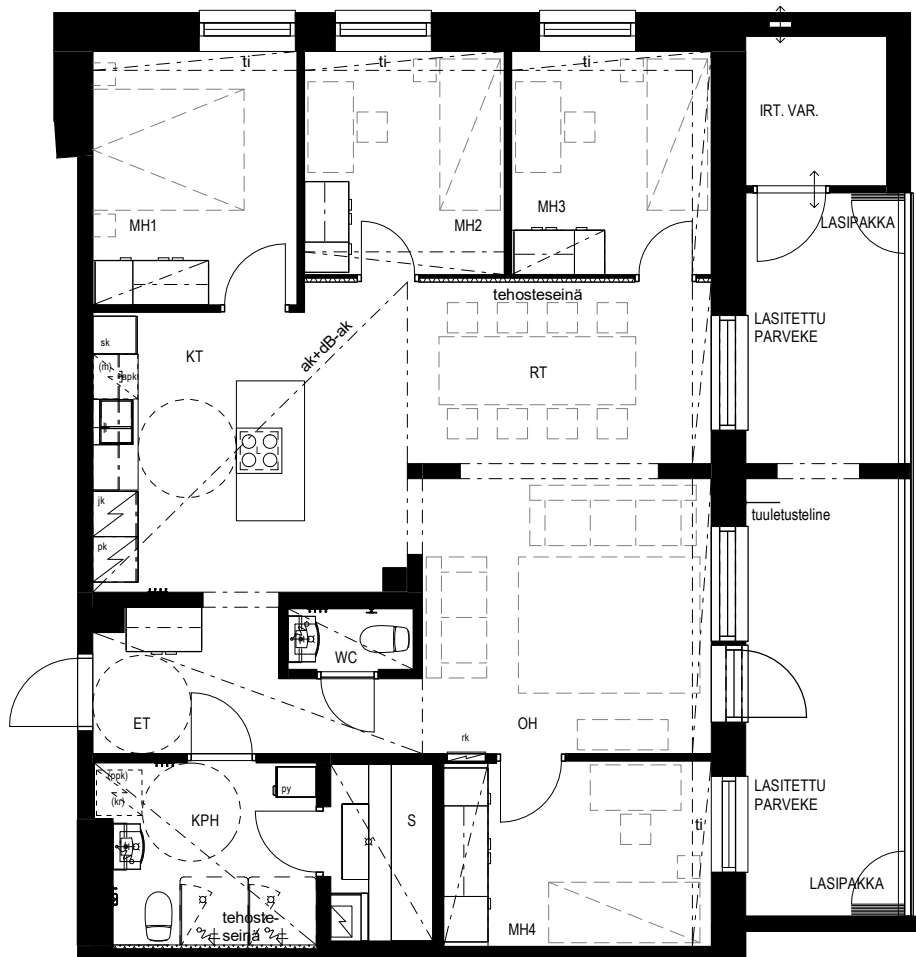 ti
ti
ti
IRT. VAR.
MH1
MH2
MH3
LASIPAKKA
tehosteseinä
LASITETTU
PARVEKE
sk
KT
ak+dB-ak
RT
(m)
apk
L
jk
pk
tuuletusteline
WC
ET
OH
rk
(ppk)
(kr)
py
KPH
S
ti
LASITETTU
PARVEKE
LASIPAKKA
tehoste-
seinä
MH4